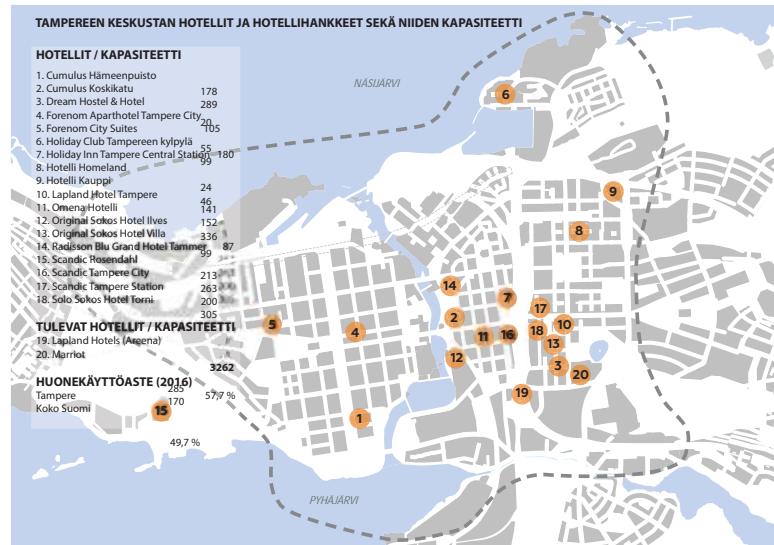 TAMPEREEN KESKUSTAN HOTELLIT JA HOTELLIHANKKEET SEKÄ NIIDEN KAPASITEETTI
HOTELLIT / KAPASITEETTI
1. Cumulus Hämeenpuisto
2. Cumulus Koskikatu
178
3. Dream Hostel & Hotel
289
4. Forenom Aparthotel Tampere City
20
5. Forenom City Suites
105
6. Holiday Club Tampereen kylpylä
55
7. Holiday Inn Tampere Central Station 180
99
8. Hotelli Homeland
9. Hotelli Kauppi
24
10. Lapland Hotel Tampere
46
11. Omena Hotelli
141
12. Original Sokos Hotel Ilves
152
13. Original Sokos Hotel Villa
336
14. Radisson Blu Grand Hotel Tammer 87
15. Scandic Rosendahl
99
16. Scandic Tampere City
213
17. Scandic Tampere Station
263
18. Solo Sokos Hotel Torni
200
305
TULEVAT HOTELLIT / KAPASITEETTI
19. Lapland Hotels (Areena)
20. Marriot
3262
HUONEKÄYTTÖASTE (2016)
285
Tampere
57,7 %
170
Koko Suomi
49,7 %
NÄSIJÄRVI
PYHÄJÄRVI
6
9
8
14
7
17
2
5
4
11
16
18
10
13
12
3
20
19
15
1